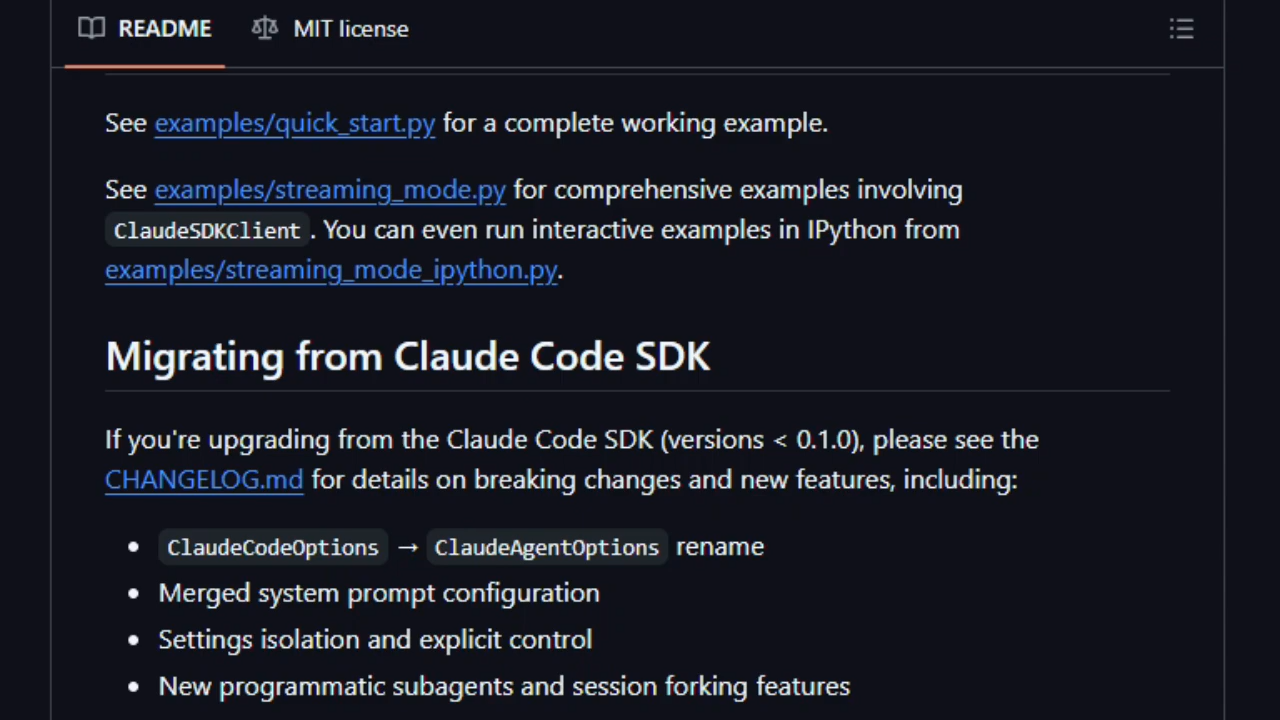 README
MIT license
See examples/quick_start.py for a complete working example.
See examples/streaming_mode.py for comprehensive examples involving
ClaudeSDKClient. You can even run interactive examples in IPython from
examples/streaming_mode_ipython.py.
Migrating from Claude Code SDK
If you're upgrading from the Claude Code SDK (versions < 0.1.0), please see the
CHANGELOG.md for details on breaking changes and new features, including:
• ClaudeCodeOptions → ClaudeAgentOptions rename
• Merged system prompt configuration
• Settings isolation and explicit control
• New programmatic subagents and session forking features